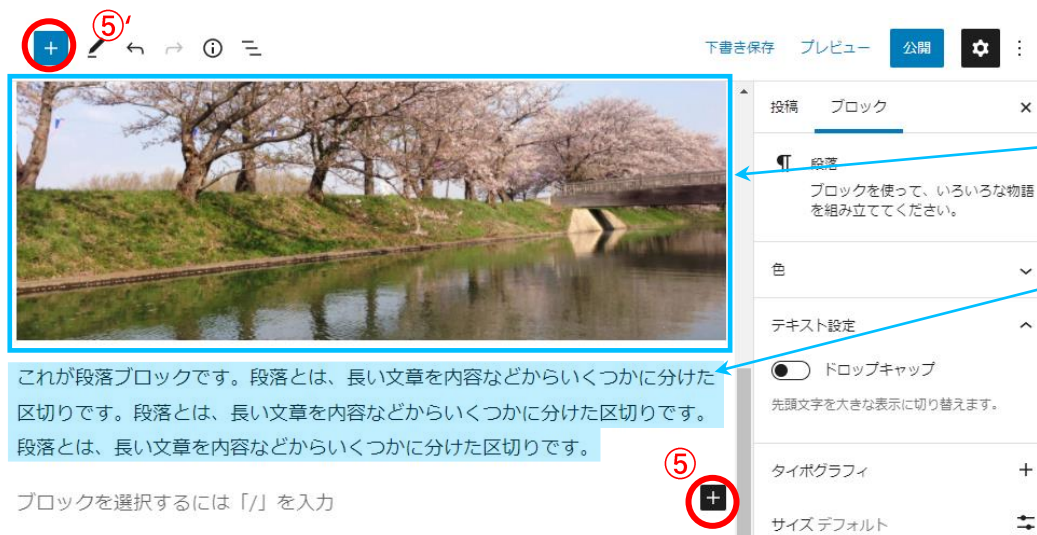 ⑤′
下書き保存 プレビュー 公開
投稿 ブロック
段落
ブロックを使って、いろいろな物語
を組み立ててください。
色
テキスト設定
ドロップキャップ
先頭文字を大きな表示に切り替えます。
タイポグラフィ
サイズ デフォルト
これが段落ブロックです。段落とは、長い文章を内容などからいくつかに分けた
区切りです。段落とは、長い文章を内容などからいくつかに分けた区切りです。
段落とは、長い文章を内容などからいくつかに分けた区切りです。
⑤
ブロックを選択するには「/」を入力